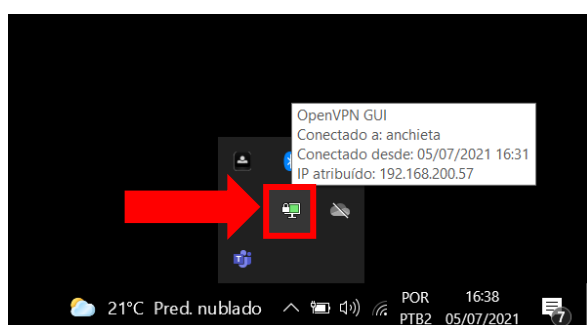 OpenVPN GUI
Conectado a: anchieta
Conectado desde: 05/07/2021 16:31
IP atribuído: 192.168.200.57
21°C Pred. nublado
POR
PTB2
16:38
05/07/2021
7